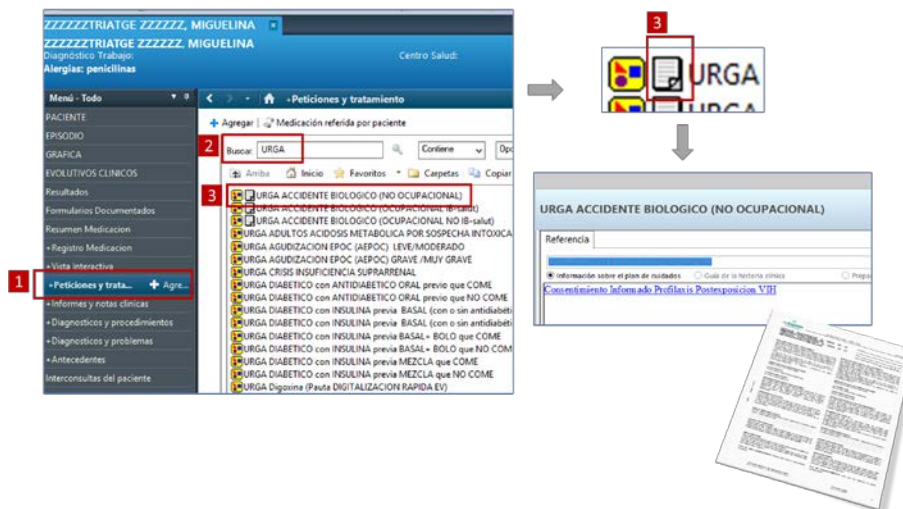 ZZZZZZTRIATGE ZZZZZZ, MIGUELINA
ZZZZZZTRIATGE ZZZZZZ, MIGUELINA
Diagnóstico Trabajo:
Centro Salud:
Alergias: penicilinas
Menú - Todo
+Peticiones y tratamiento
PACIENTE
EPISODIO
GRAFICA
EVOLUTIVOS CLINICOS
Resultados
Formularios Documentados
Resumen Medicacion
+Registro Medicacion
+Vista interactiva
1
+Peticiones y trata... + Agre...
+Informes y notas clinicas
+Diagnosticos y procedimientos
+Diagnosticos y problemas
+Antecedentes
Interconsultas del paciente
+ Agregar | Medicación referida por paciente
2
Buscar: URGA
Contiene
Opc
Arriba Inicio Favoritos Carpetas Copiar
3
URGA ACCIDENTE BIOLOGICO (NO OCUPACIONAL)
URGA ACCIDENTE BIOLOGICO (OCUPACIONAL IB-salut)
URGA ACCIDENTE BIOLOGICO (OCUPACIONAL NO IB-salut)
URGA ADULTOS ACIDOSIS METABOLICA POR SOSPECHA INTOXICA
URGA AGUDIZACION EPOC (AEPOC) LEVE/MODERADO
URGA AGUDIZACION EPOC (AEPOC) GRAVE /MUY GRAVE
URGA CRISIS INSUFICIENCIA SUPRARRENAL
URGA DIABETICO con ANTIDIABETICO ORAL previo que COME
URGA DIABETICO con ANTIDIABETICO ORAL previo que NO COME
URGA DIABETICO con INSULINA previa BASAL (con o sin antidiabéti
URGA DIABETICO con INSULINA previa BASAL (con o sin antidiabéti
URGA DIABETICO con INSULINA previa BASAL+ BOLO que COME
URGA DIABETICO con INSULINA previa BASAL+ BOLO que NO COM
URGA DIABETICO con INSULINA previa MEZCLA que COME
URGA DIABETICO con INSULINA previa MEZCLA que NO COME
URGA Digoxina (Pauta DIGITALIZACION RAPIDA EV)
3
URGA
URGA
URGA ACCIDENTE BIOLOGICO (NO OCUPACIONAL)
Referencia
Información sobre el plan de cuidados
Guía de la historia clínica
Prepa
Consentimiento Informado Profilaxis Postexposicion VIH